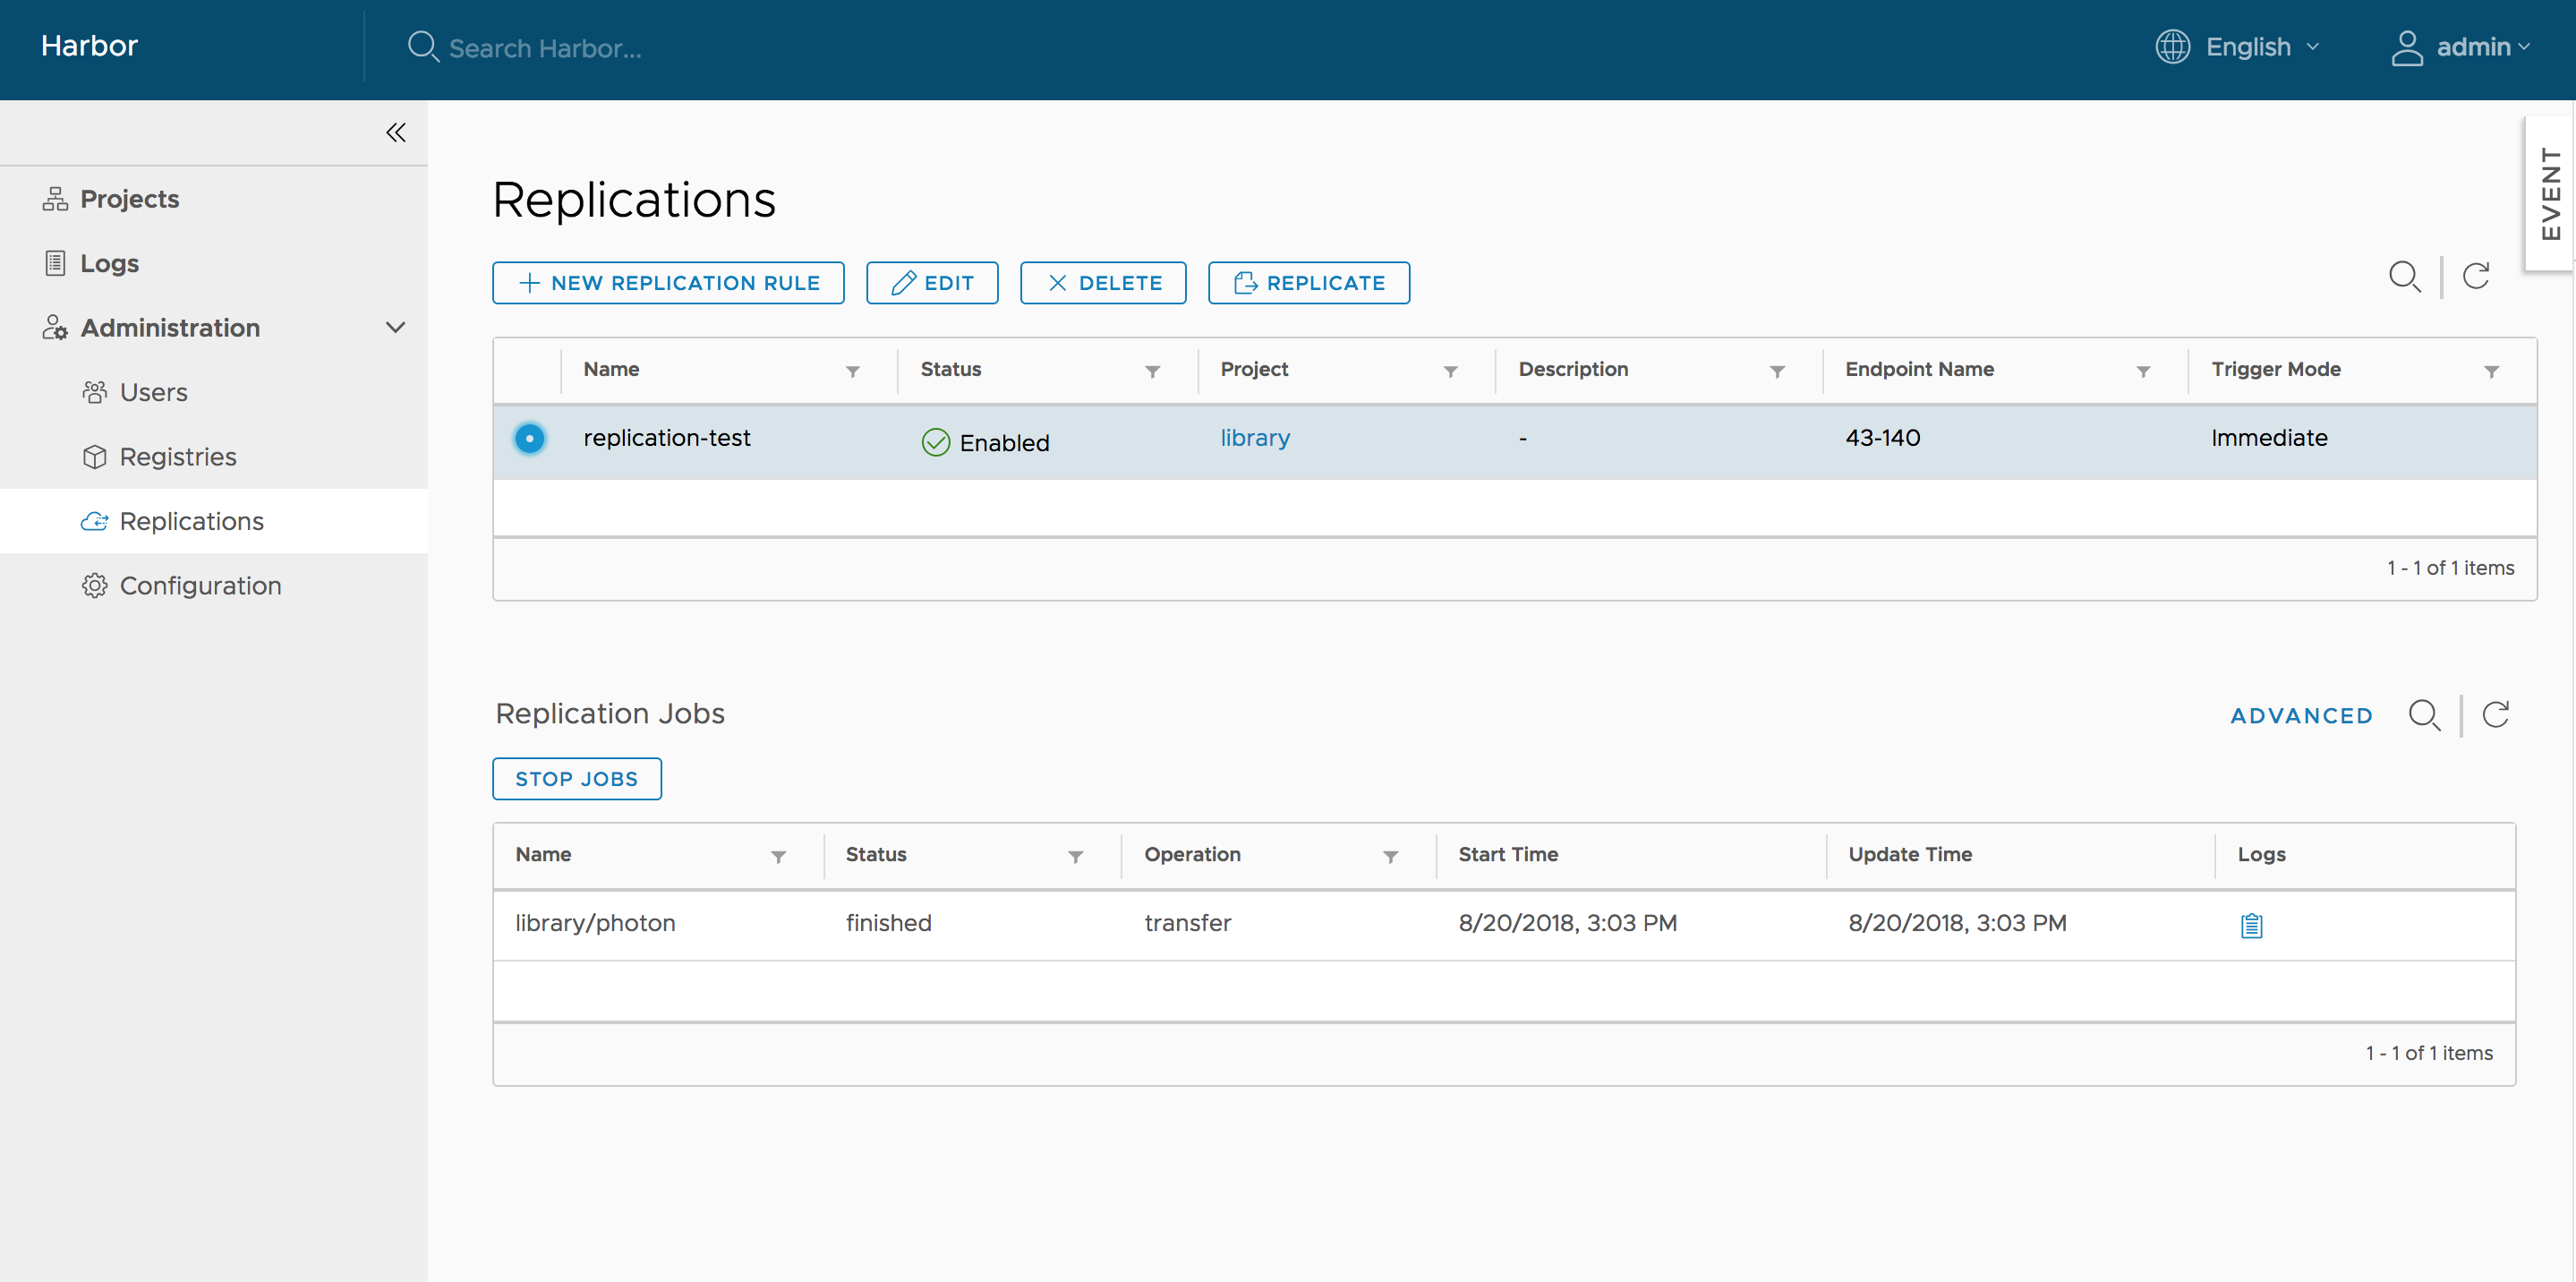 Harbor
Search Harbor...
English
admin
EVENT
Projects
Logs
Administration
Users
Registries
Replications
Configuration
Replications
NEW REPLICATION RULE EDIT DELETE REPLICATE
Name Status Project Description Endpoint Name Trigger Mode
replication-test Enabled library - 43-140 Immediate
1 - 1 of 1 items
Replication Jobs
ADVANCED
STOP JOBS
Name Status Operation Start Time Update Time Logs
library/photon finished transfer 8/20/2018, 3:03 PM 8/20/2018, 3:03 PM
1 - 1 of 1 items